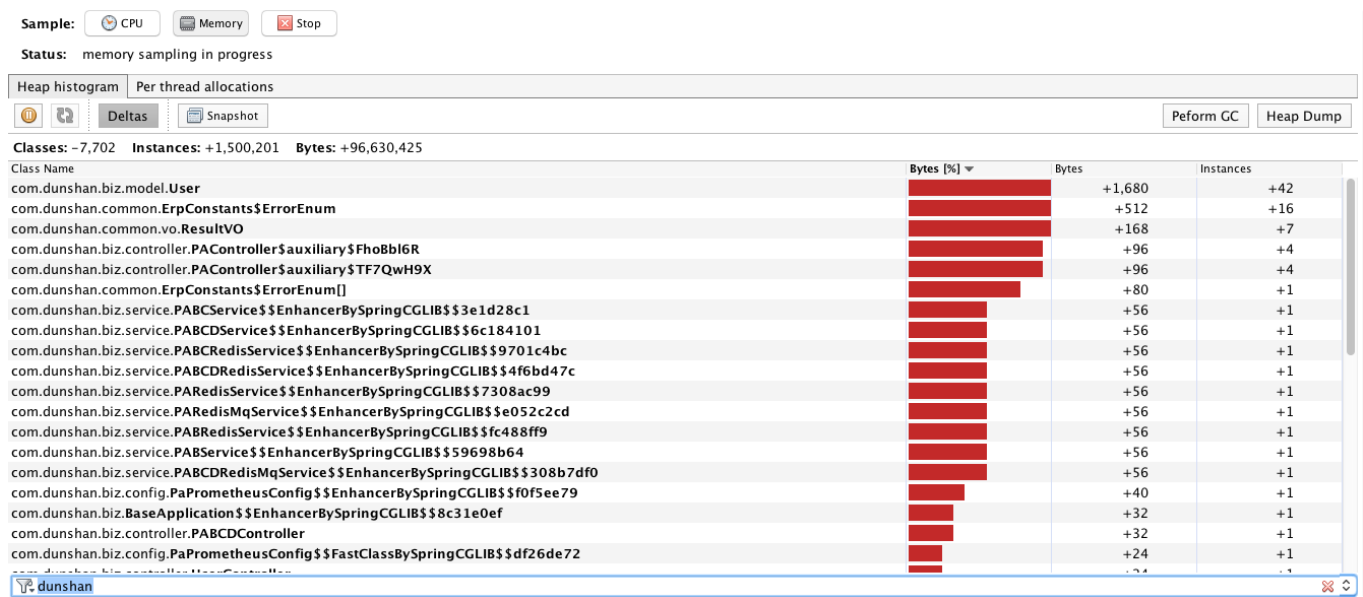 Sample: CPU Memory Stop
Status: memory sampling in progress
Heap histogram Per thread allocations
Deltas Snapshot Peform GC Heap Dump
Classes: -7,702 Instances: +1,500,201 Bytes: +96,630,425
Class Name Bytes [%] Bytes Instances
com.dunshan.biz.model.User +1,680 +42
com.dunshan.common.ErpConstants$ErrorEnum +512 +16
com.dunshan.common.vo.ResultVO +168 +7
com.dunshan.biz.controller.PAController$auxiliary$FhoBbl6R +96 +4
com.dunshan.biz.controller.PAController$auxiliary$TF7QwH9X +96 +4
com.dunshan.common.ErpConstants$ErrorEnum[] +80 +1
com.dunshan.biz.service.PABCService$$EnhancerBySpringCGLIB$$3e1d28c1 +56 +1
com.dunshan.biz.service.PABCDService$$EnhancerBySpringCGLIB$$6c184101 +56 +1
com.dunshan.biz.service.PABCRedisService$$EnhancerBySpringCGLIB$$9701c4bc +56 +1
com.dunshan.biz.service.PABCDRedisService$$EnhancerBySpringCGLIB$$4f6bd47c +56 +1
com.dunshan.biz.service.PARedisService$$EnhancerBySpringCGLIB$$7308ac99 +56 +1
com.dunshan.biz.service.PARedisMqService$$EnhancerBySpringCGLIB$$e052c2cd +56 +1
com.dunshan.biz.service.PABRedisService$$EnhancerBySpringCGLIB$$fc488ff9 +56 +1
com.dunshan.biz.service.PABService$$EnhancerBySpringCGLIB$$59698b64 +56 +1
com.dunshan.biz.service.PABCDRedisMqService$$EnhancerBySpringCGLIB$$308b7df0 +56 +1
com.dunshan.biz.config.PaPrometheusConfig$$EnhancerBySpringCGLIB$$f0f5ee79 +40 +1
com.dunshan.biz.BaseApplication$$EnhancerBySpringCGLIB$$8c31e0ef +32 +1
com.dunshan.biz.controller.PABCDController +32 +1
com.dunshan.biz.config.PaPrometheusConfig$$FastClassBySpringCGLIB$$df26de72 +24 +1
dunshan